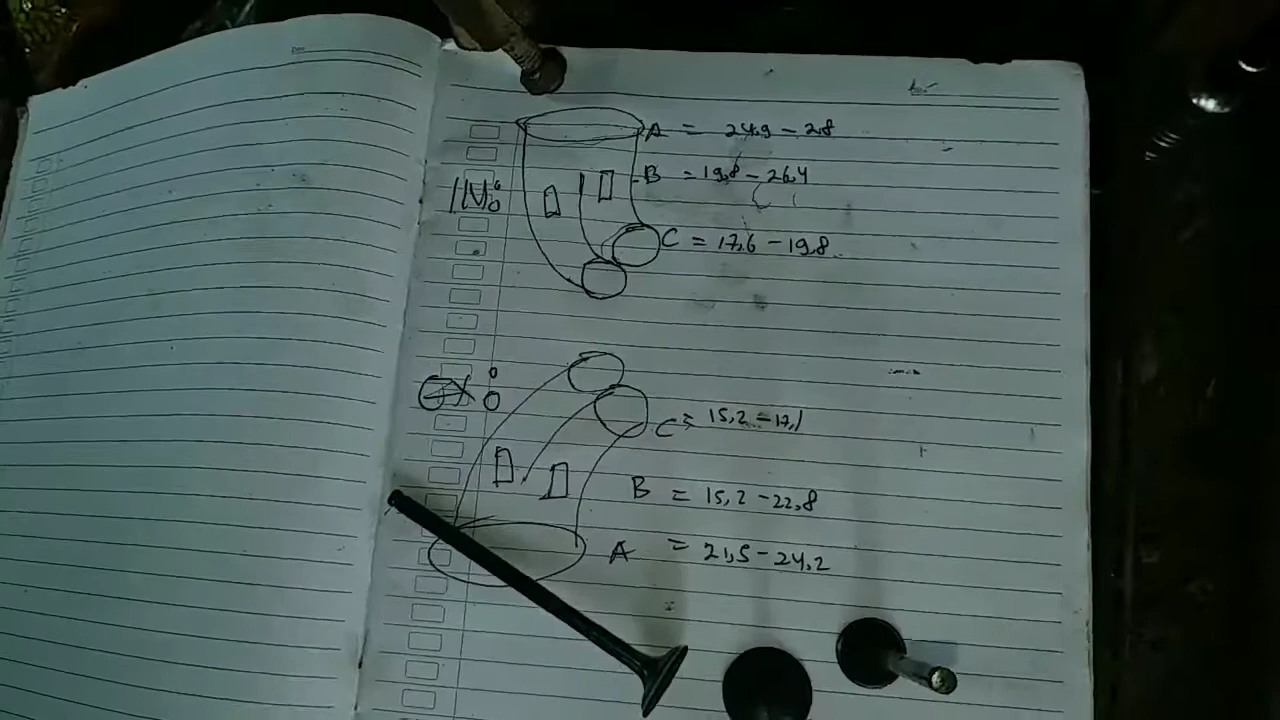 A = 24,9 - 28
IN:
B = 19,8 - 26,4
C = 17,6 - 19,8
EX:
C = 15,2 - 17,1
B = 15,2 - 22,8
A = 21,5 - 24,2